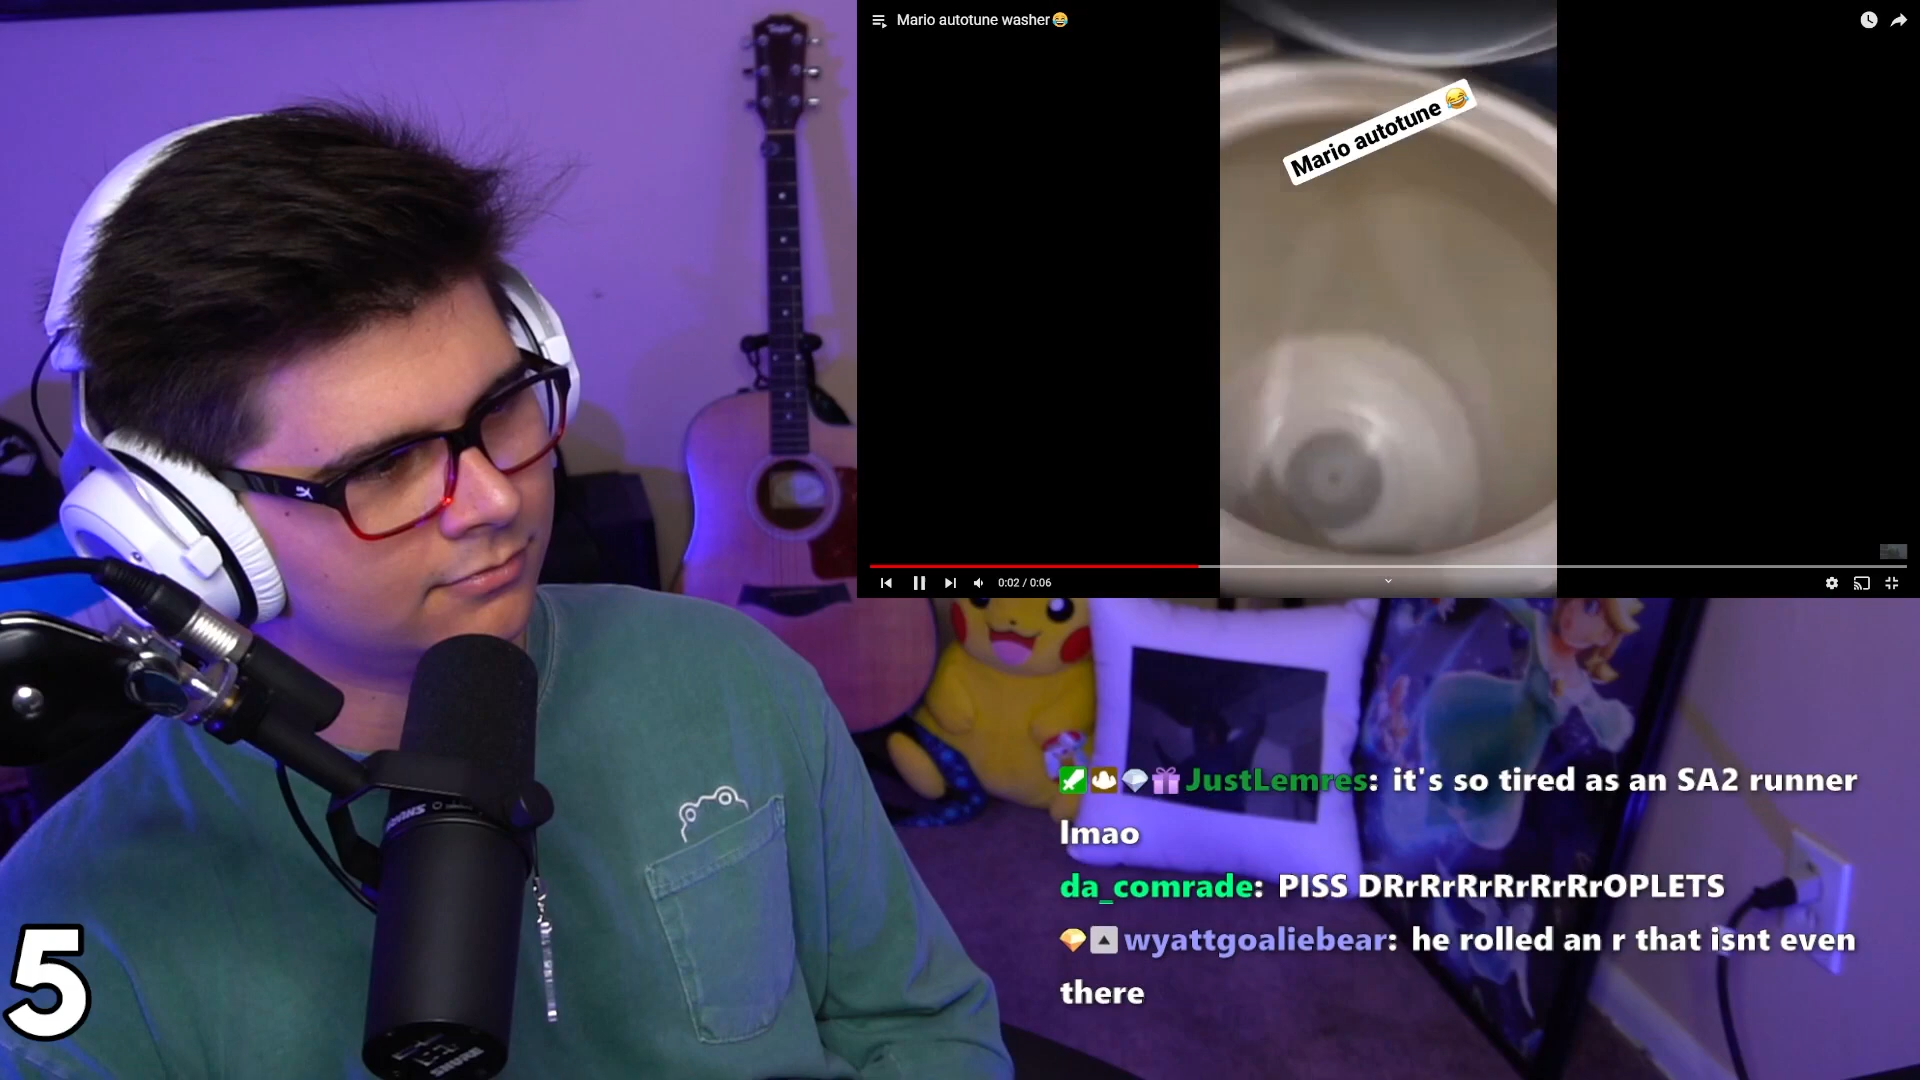 Mario autotune washer😂
Mario autotune 😂
0:02 / 0:06
JustLemres: it's so tired as an SA2 runner
lmao
da_comrade: PISS DRrRrRrRrRrRrOPLETS
wyattgoaliebear: he rolled an r that isnt even
there
5